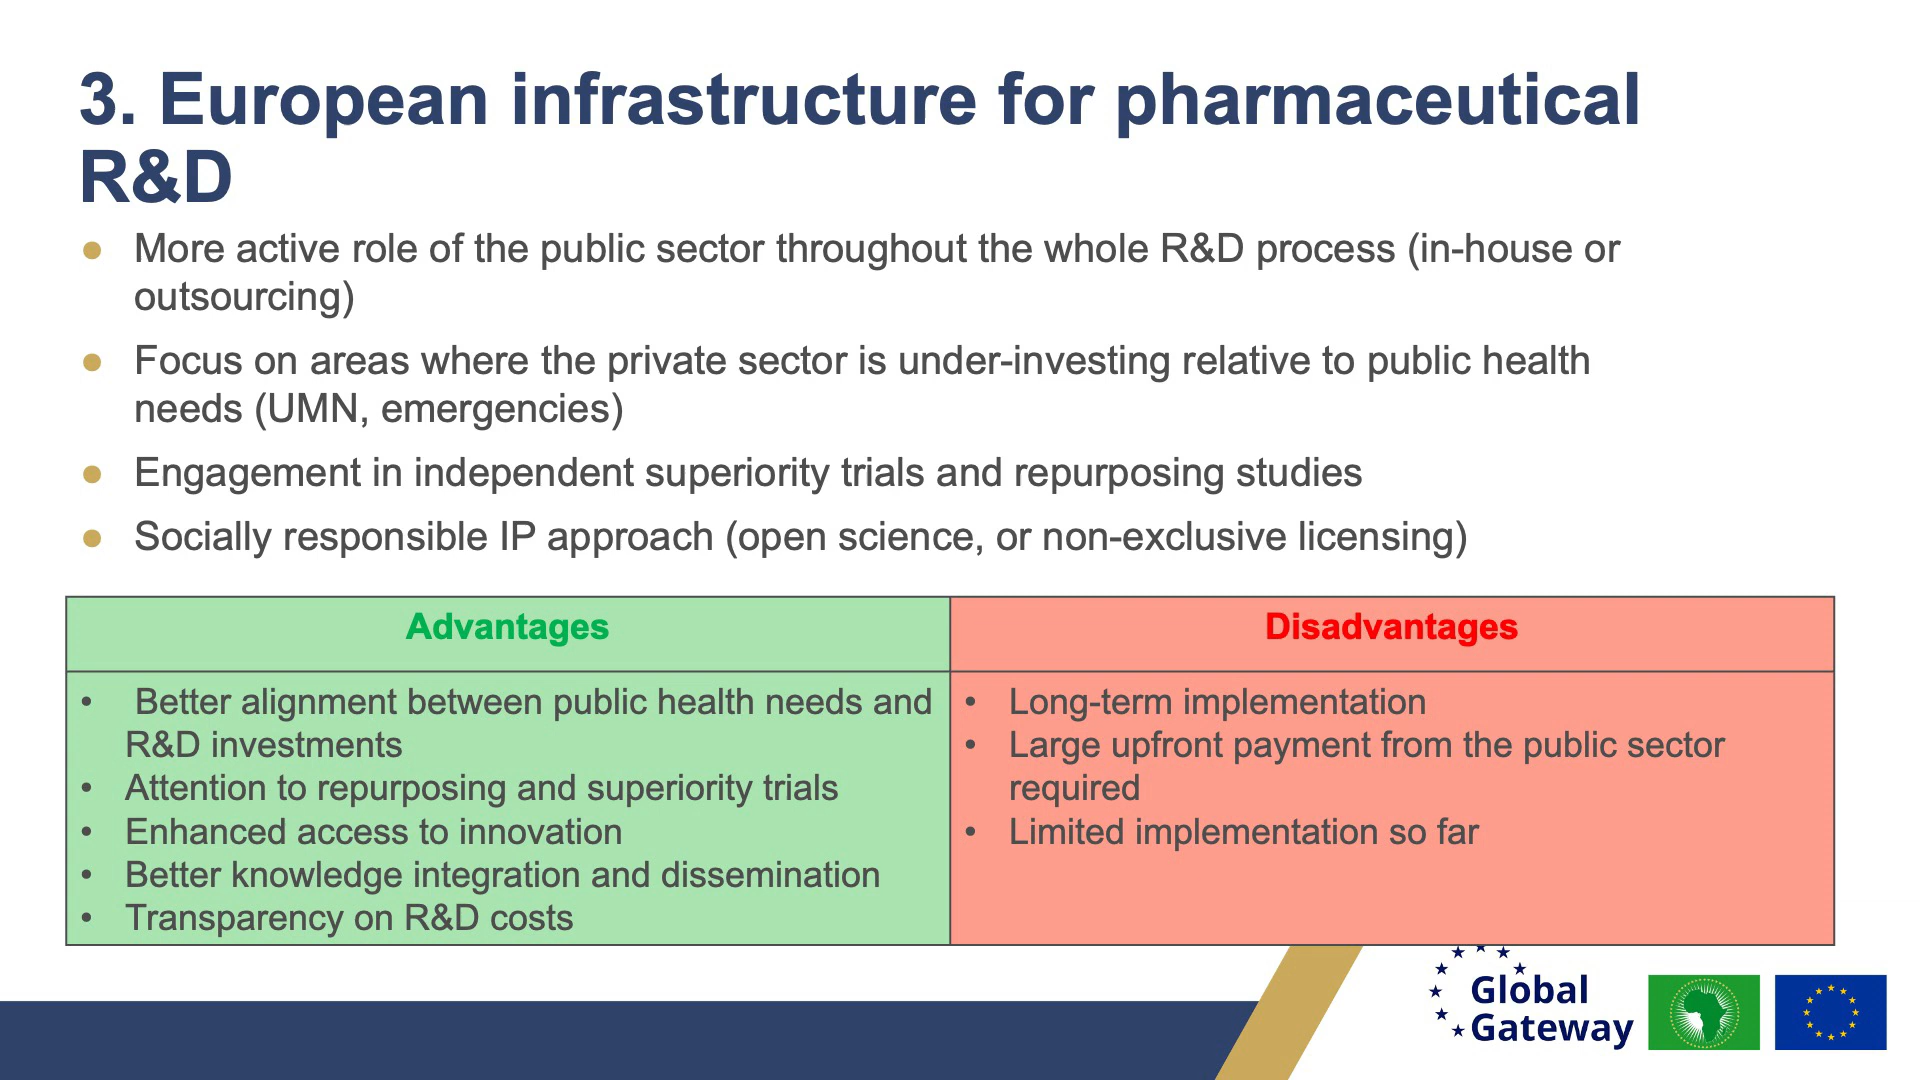 3. European infrastructure for pharmaceutical
R&D
● More active role of the public sector throughout the whole R&D process (in-house or
outsourcing)
● Focus on areas where the private sector is under-investing relative to public health
needs (UMN, emergencies)
● Engagement in independent superiority trials and repurposing studies
● Socially responsible IP approach (open science, or non-exclusive licensing)
Advantages
• Better alignment between public health needs and
R&D investments
• Attention to repurposing and superiority trials
• Enhanced access to innovation
• Better knowledge integration and dissemination
• Transparency on R&D costs
Disadvantages
• Long-term implementation
• Large upfront payment from the public sector
required
• Limited implementation so far
Global
Gateway